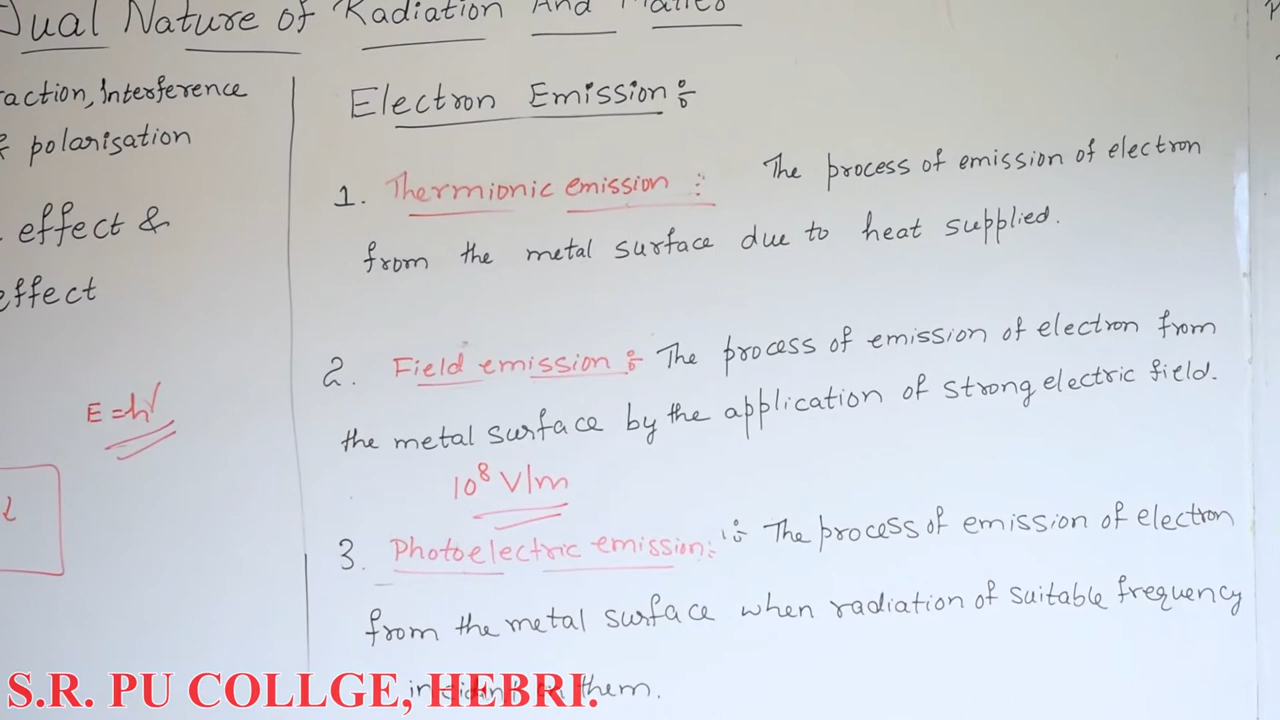 Dual Nature of Radiation And Matter
raction, Interference
& polarisation
effect &
effect
E = hν
Electron Emission :
1. Thermionic emission : The process of emission of electron
from the metal surface due to heat supplied.
2. Field emission : The process of emission of electron from
the metal surface by the application of strong electric field.
10⁸ V/m
3. Photoelectric emission : The process of emission of electron
from the metal surface when radiation of suitable frequency
incident on them.
S.R. PU COLLGE, HEBRI.